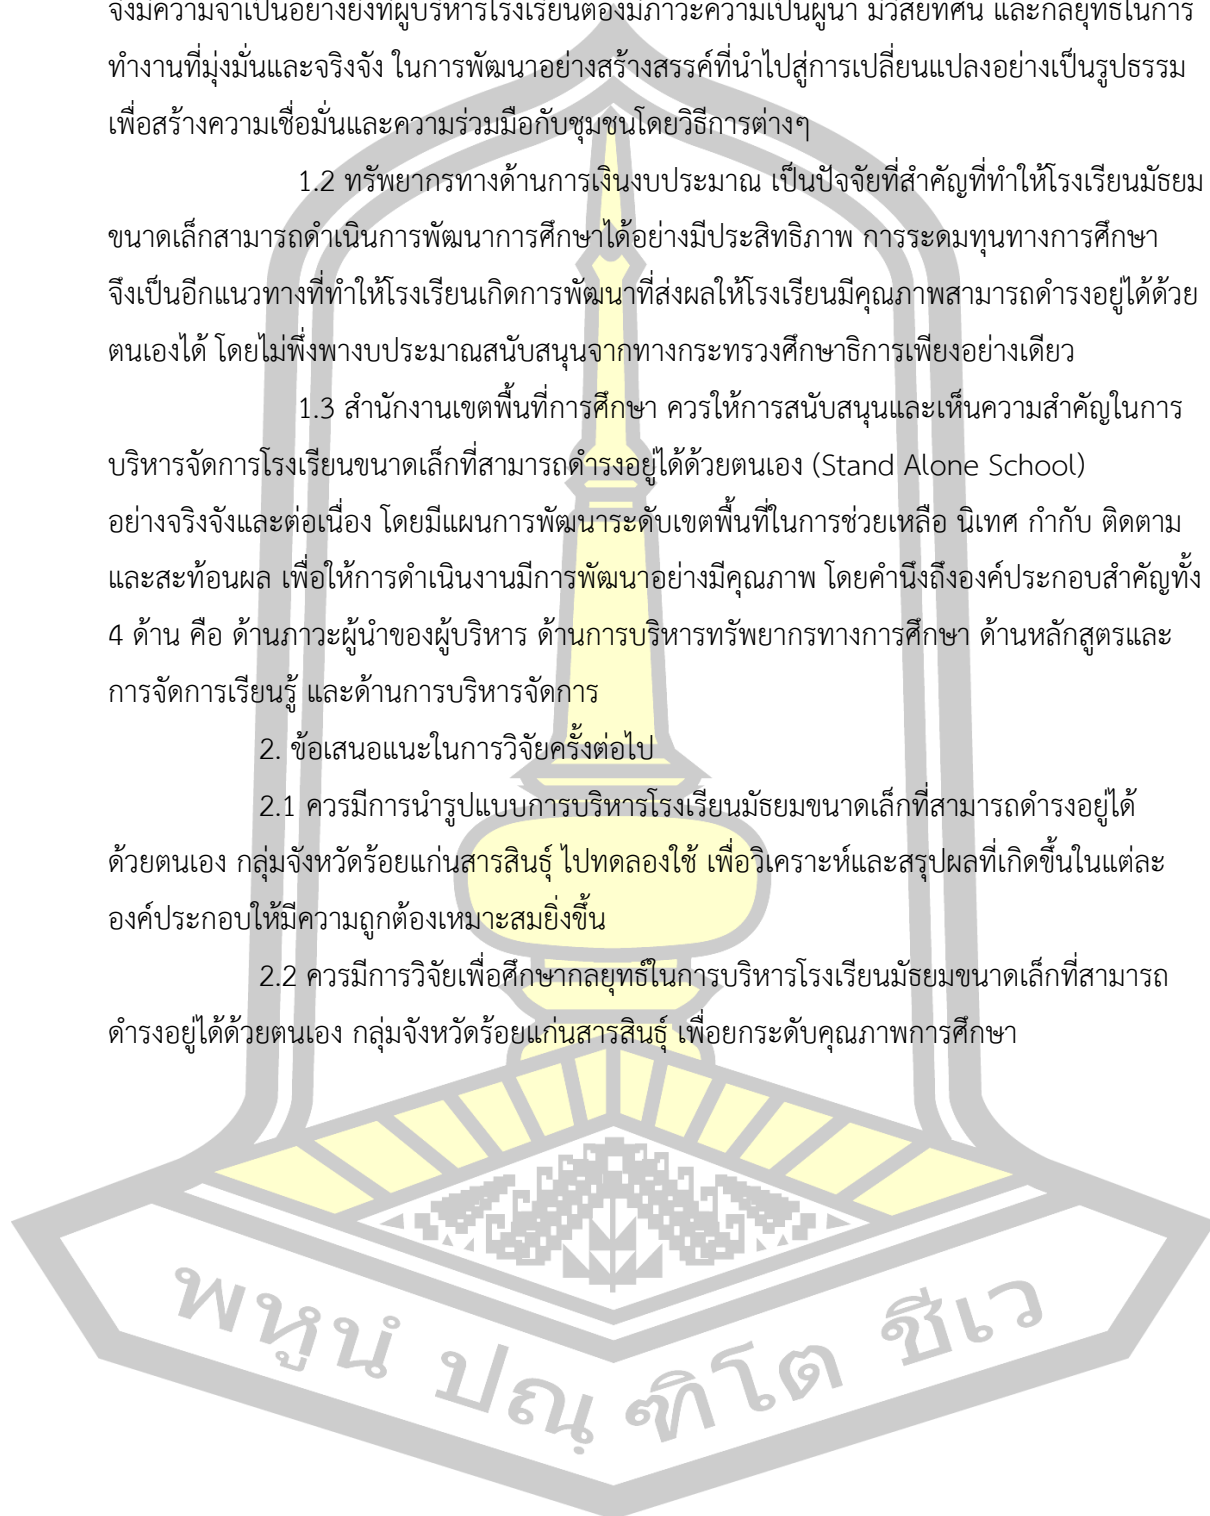 จึงมีความจำเป็นอย่างยิ่งที่ผู้บริหารโรงเรียนต้องมีภาวะความเป็นผู้นำ มีวิสัยทัศน์ และกลยุทธ์ในการ
ทำงานที่มุ่งมั่นและจริงจัง ในการพัฒนาอย่างสร้างสรรค์ที่นำไปสู่การเปลี่ยนแปลงอย่างเป็นรูปธรรม
เพื่อสร้างความเชื่อมั่นและความร่วมมือกับชุมชนโดยวิธีการต่างๆ
1.2 ทรัพยากรทางด้านการเงินงบประมาณ เป็นปัจจัยที่สำคัญที่ทำให้โรงเรียนมัธยม
ขนาดเล็กสามารถดำเนินการพัฒนาการศึกษาได้อย่างมีประสิทธิภาพ การระดมทุนทางการศึกษา
จึงเป็นอีกแนวทางที่ทำให้โรงเรียนเกิดการพัฒนาที่ส่งผลให้โรงเรียนมีคุณภาพสามารถดำรงอยู่ได้ด้วย
ตนเองได้ โดยไม่พึ่งพางบประมาณสนับสนุนจากทางกระทรวงศึกษาธิการเพียงอย่างเดียว
1.3 สำนักงานเขตพื้นที่การศึกษา ควรให้การสนับสนุนและเห็นความสำคัญในการ
บริหารจัดการโรงเรียนขนาดเล็กที่สามารถดำรงอยู่ได้ด้วยตนเอง (Stand Alone School)
อย่างจริงจังและต่อเนื่อง โดยมีแผนการพัฒนาระดับเขตพื้นที่ในการช่วยเหลือ นิเทศ กำกับ ติดตาม
และสะท้อนผล เพื่อให้การดำเนินงานมีการพัฒนาอย่างมีคุณภาพ โดยคำนึงถึงองค์ประกอบสำคัญทั้ง
4 ด้าน คือ ด้านภาวะผู้นำของผู้บริหาร ด้านการบริหารทรัพยากรทางการศึกษา ด้านหลักสูตรและ
การจัดการเรียนรู้ และด้านการบริหารจัดการ
2. ข้อเสนอแนะในการวิจัยครั้งต่อไป
2.1 ควรมีการนำรูปแบบการบริหารโรงเรียนมัธยมขนาดเล็กที่สามารถดำรงอยู่ได้
ด้วยตนเอง กลุ่มจังหวัดร้อยแก่นสารสินธุ์ ไปทดลองใช้ เพื่อวิเคราะห์และสรุปผลที่เกิดขึ้นในแต่ละ
องค์ประกอบให้มีความถูกต้องเหมาะสมยิ่งขึ้น
2.2 ควรมีการวิจัยเพื่อศึกษากลยุทธ์ในการบริหารโรงเรียนมัธยมขนาดเล็กที่สามารถ
ดำรงอยู่ได้ด้วยตนเอง กลุ่มจังหวัดร้อยแก่นสารสินธุ์ เพื่อยกระดับคุณภาพการศึกษา
พหูนํ ปณฺฑิโต ชีเว